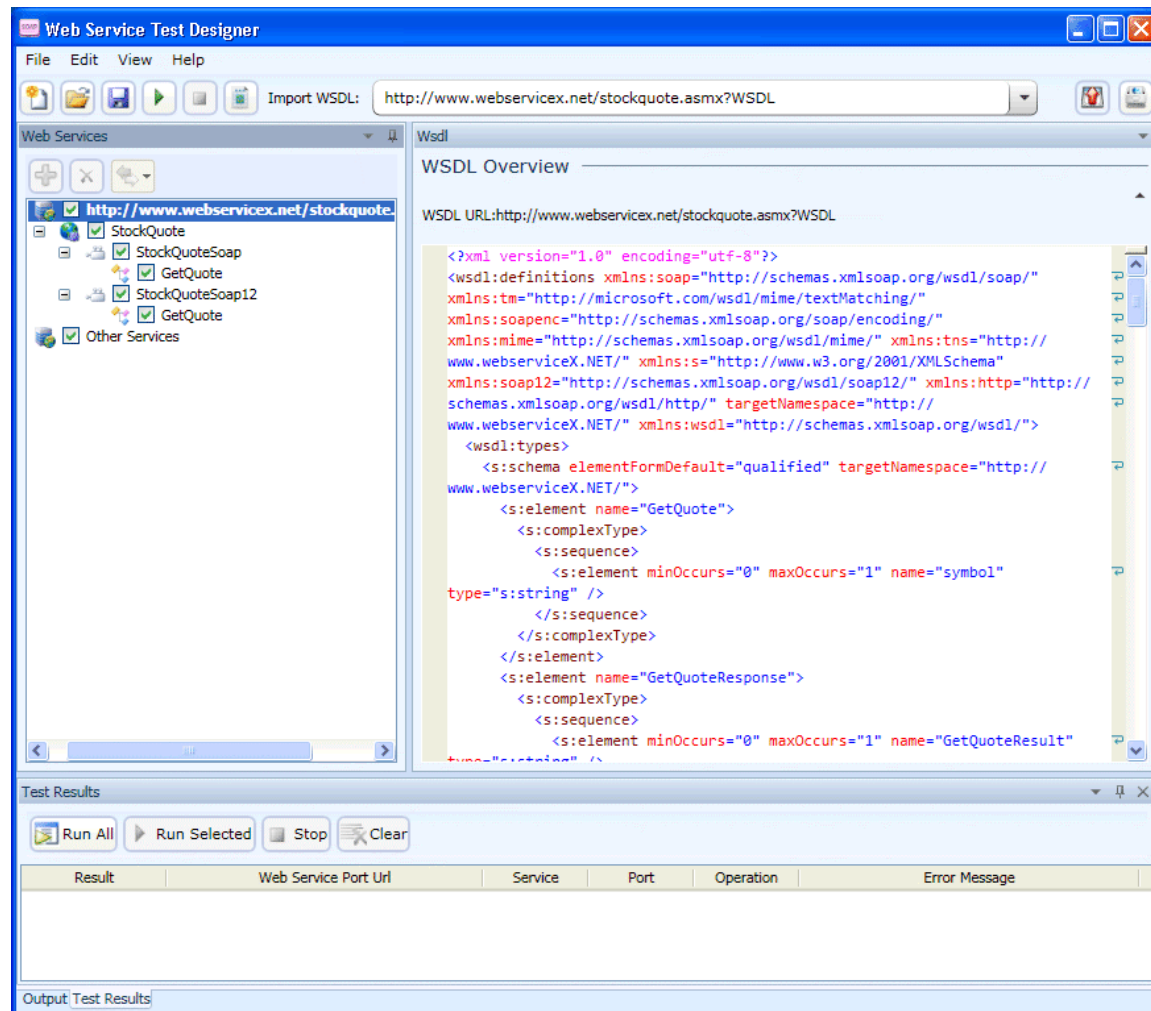 Web Service Test Designer
File Edit View Help
Import WSDL: http://www.webservicex.net/stockquote.asmx?WSDL
Web Services
http://www.webservicex.net/stockquote.
StockQuote
StockQuoteSoap
GetQuote
StockQuoteSoap12
GetQuote
Other Services
Wsdl
WSDL Overview
WSDL URL:http://www.webservicex.net/stockquote.asmx?WSDL
<?xml version="1.0" encoding="utf-8"?>
<wsdl:definitions xmlns:soap="http://schemas.xmlsoap.org/wsdl/soap/"
xmlns:tm="http://microsoft.com/wsdl/mime/textMatching/"
xmlns:soapenc="http://schemas.xmlsoap.org/soap/encoding/"
xmlns:mime="http://schemas.xmlsoap.org/wsdl/mime/" xmlns:tns="http://
www.webserviceX.NET/" xmlns:s="http://www.w3.org/2001/XMLSchema"
xmlns:soap12="http://schemas.xmlsoap.org/wsdl/soap12/" xmlns:http="http://
schemas.xmlsoap.org/wsdl/http/" targetNamespace="http://
www.webserviceX.NET/" xmlns:wsdl="http://schemas.xmlsoap.org/wsdl/">
<wsdl:types>
<s:schema elementFormDefault="qualified" targetNamespace="http://
www.webserviceX.NET/">
<s:element name="GetQuote">
<s:complexType>
<s:sequence>
<s:element minOccurs="0" maxOccurs="1" name="symbol"
type="s:string" />
</s:sequence>
</s:complexType>
</s:element>
<s:element name="GetQuoteResponse">
<s:complexType>
<s:sequence>
<s:element minOccurs="0" maxOccurs="1" name="GetQuoteResult"
type="s:string" />
Test Results
Run All Run Selected Stop Clear
Result Web Service Port Url Service Port Operation Error Message
Output Test Results